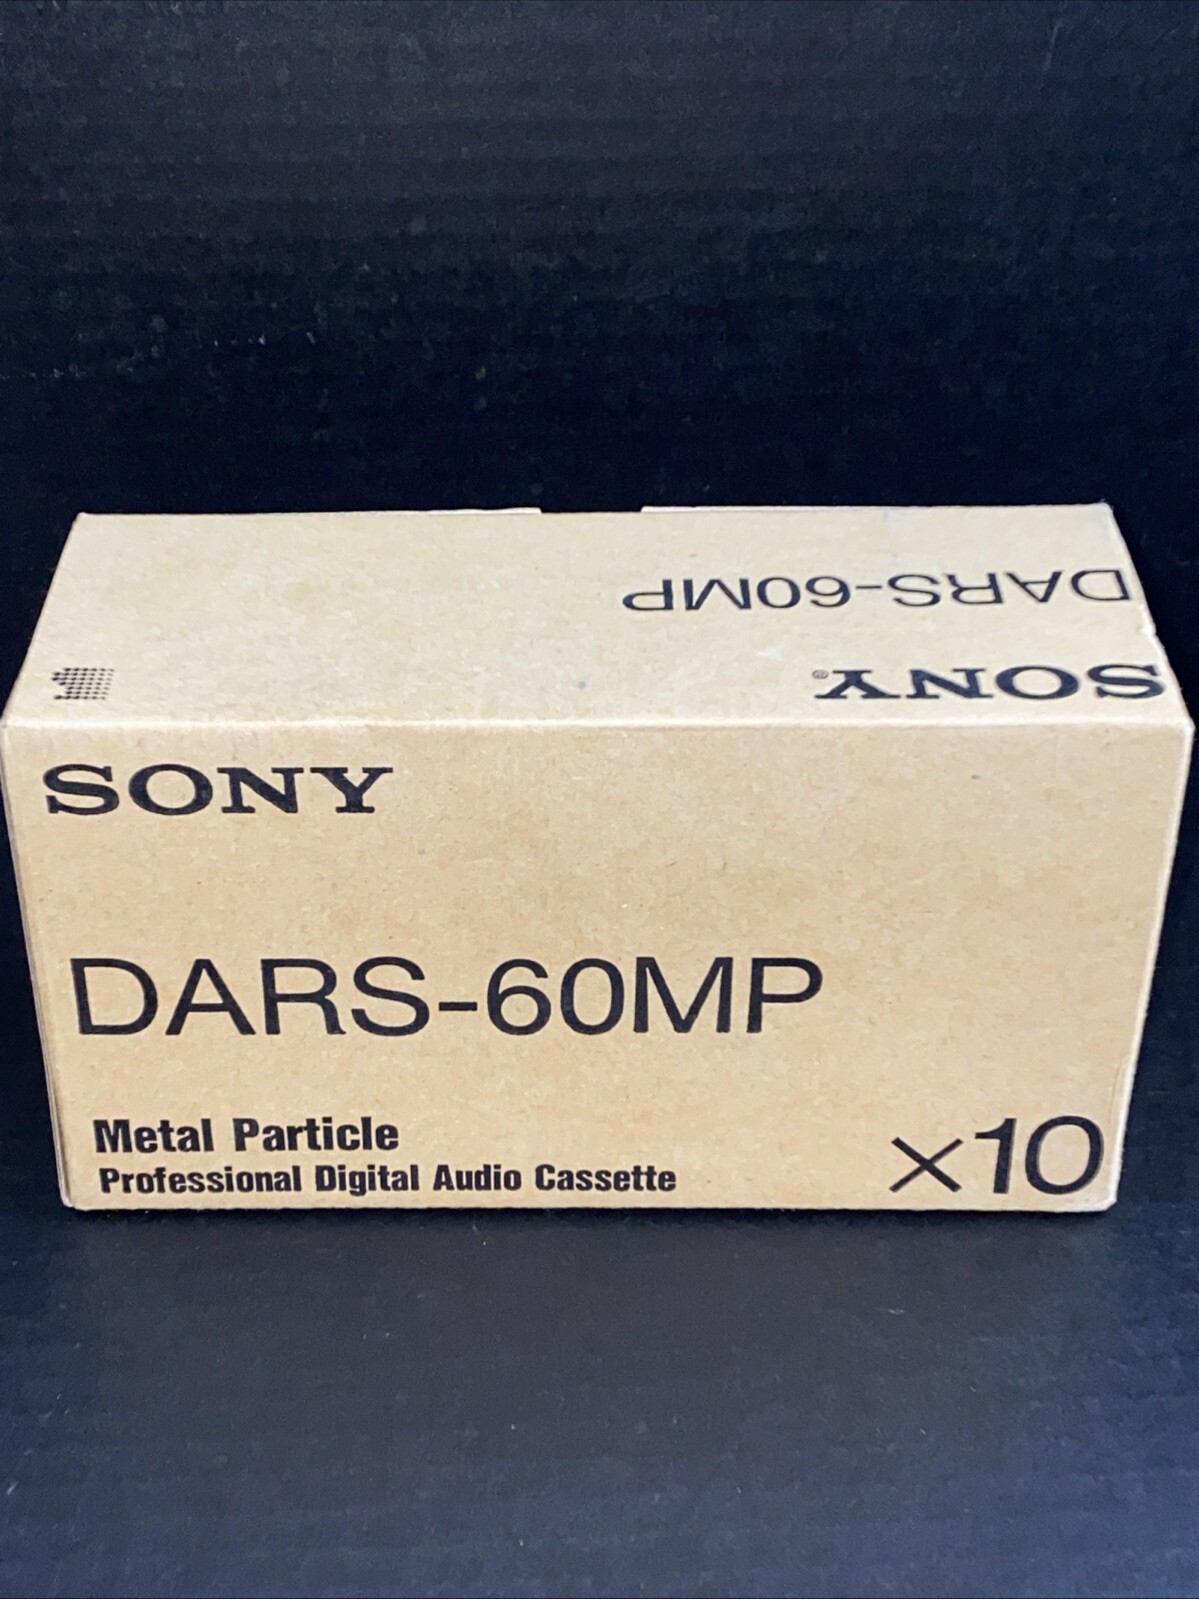 DARS-60MP
SONY®
SONY
DARS-60MP
Metal Particle
Professional Digital Audio Cassette
×10